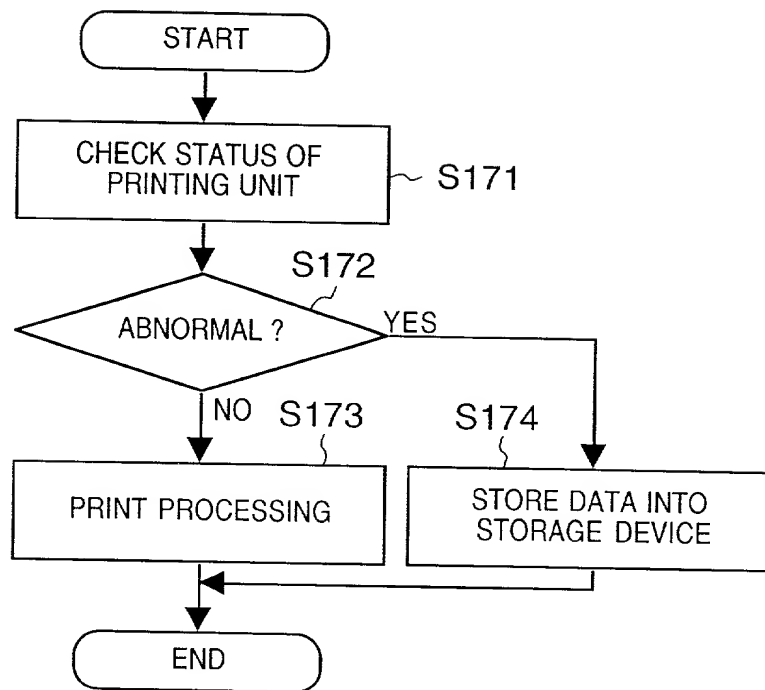 START
CHECK STATUS OF
PRINTING UNIT
S171
S172
ABNORMAL ?
YES
NO
S173
S174
PRINT PROCESSING
STORE DATA INTO
STORAGE DEVICE
END